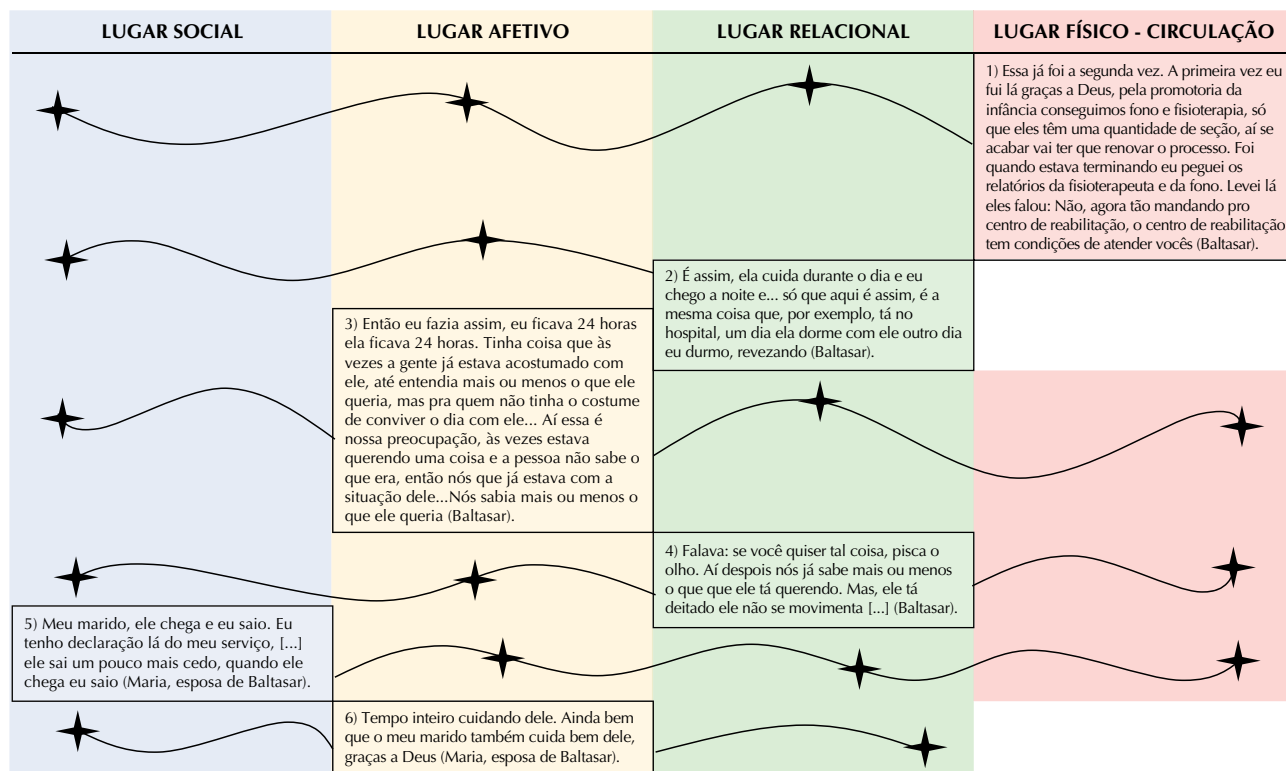 LUGAR SOCIAL
LUGAR AFETIVO
LUGAR RELACIONAL
LUGAR FÍSICO - CIRCULAÇÃO
1) Essa já foi a segunda vez. A primeira vez eu
fui lá graças a Deus, pela promotoria da
infância conseguimos fono e fisioterapia, só
que eles têm uma quantidade de seção, aí se
acabar vai ter que renovar o processo. Foi
quando estava terminando eu peguei os
relatórios da fisioterapeuta e da fono. Levei lá
eles falou: Não, agora tão mandando pro
centro de reabilitação, o centro de reabilitação
tem condições de atender vocês (Baltasar).
2) É assim, ela cuida durante o dia e eu
chego a noite e... só que aqui é assim, é a
mesma coisa que, por exemplo, tá no
hospital, um dia ela dorme com ele outro dia
eu durmo, revezando (Baltasar).
3) Então eu fazia assim, eu ficava 24 horas
ela ficava 24 horas. Tinha coisa que às
vezes a gente já estava acostumado com
ele, até entendia mais ou menos o que ele
queria, mas pra quem não tinha o costume
de conviver o dia com ele... Aí essa é
nossa preocupação, às vezes estava
querendo uma coisa e a pessoa não sabe o
que era, então nós que já estava com a
situação dele...Nós sabia mais ou menos o
que ele queria (Baltasar).
4) Falava: se você quiser tal coisa, pisca o
olho. Aí depois nós já sabe mais ou menos
o que que ele tá querendo. Mas, ele tá
deitado ele não se movimenta [...] (Baltasar).
5) Meu marido, ele chega e eu saio. Eu
tenho declaração lá do meu serviço, [...]
ele sai um pouco mais cedo, quando ele
chega eu saio (Maria, esposa de Baltasar).
6) Tempo inteiro cuidando dele. Ainda bem
que o meu marido também cuida bem dele,
graças a Deus (Maria, esposa de Baltasar).